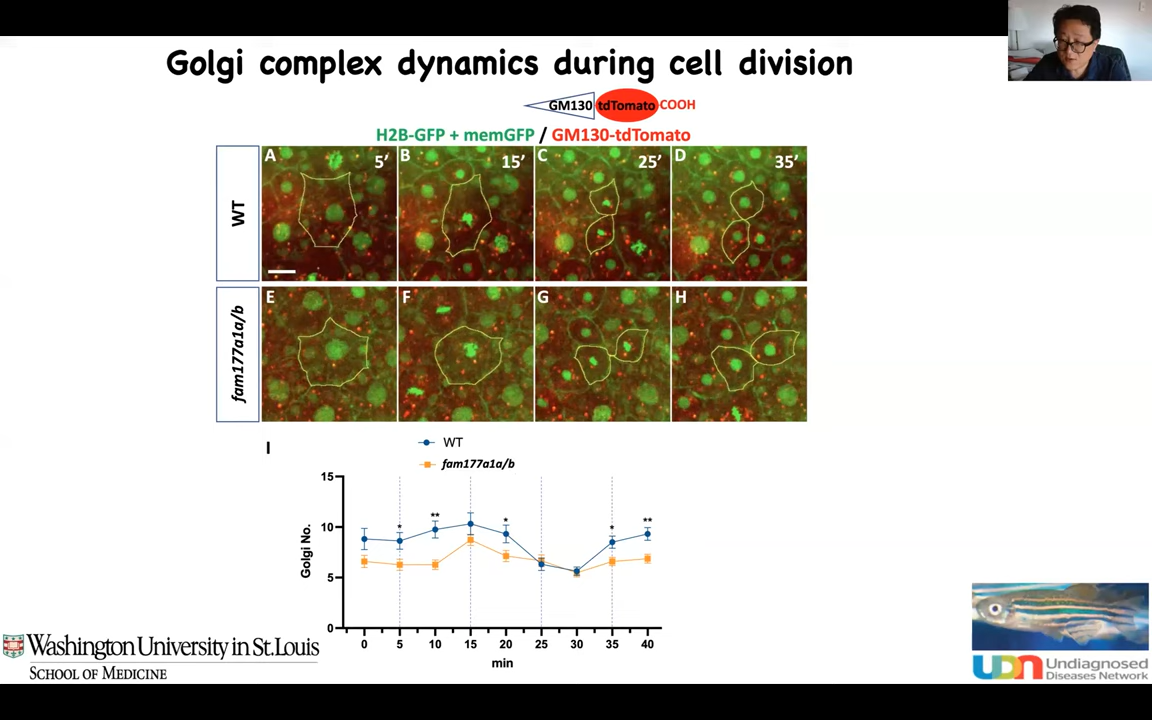 Golgi complex dynamics during cell division
GM130 tdTomato COOH
H2B-GFP + memGFP / GM130-tdTomato
WT
A 5’ B 15’ C 25’ D 35’
fam177a1a/b
E F G H
I
WT
fam177a1a/b
Golgi No.
15
10
5
0
* ** * * **
0 5 10 15 20 25 30 35 40
min
Washington University in St. Louis
SCHOOL OF MEDICINE
UDN Undiagnosed
Diseases Network